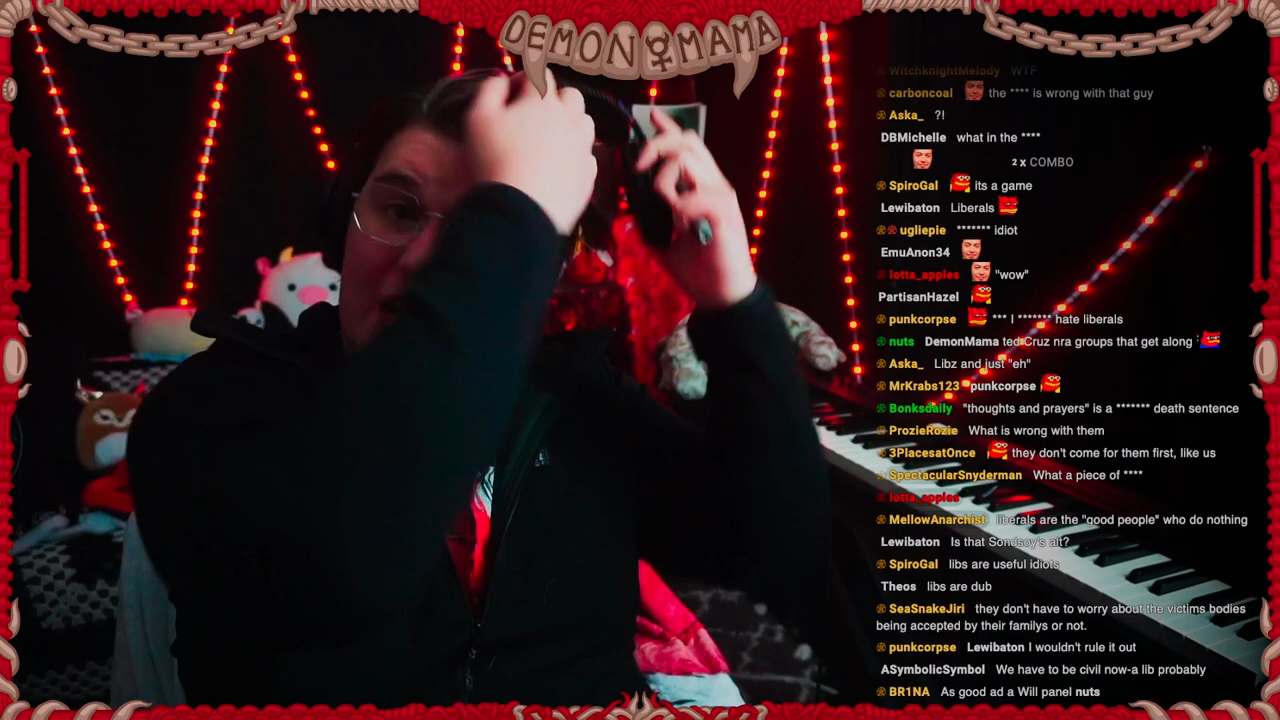 DEMON MAMA
WitchknightMelody WTF
carboncoal the **** is wrong with that guy
Aska_ ?!
DBMichelle what in the ****
2 x COMBO
SpiroGal its a game
Lewibaton Liberals
ugliepie ******* idiot
EmuAnon34
lotta_apples "wow"
PartisanHazel
punkcorpse *** I ******* hate liberals
nuts DemonMama ted Cruz nra groups that get along
Aska_ Libz and just "eh"
MrKrabs123 punkcorpse
Bonksdaily "thoughts and prayers" is a ******* death sentence
ProzieRozie What is wrong with them
3PlacesatOnce they don't come for them first, like us
SpectacularSnyderman What a piece of ****
lotta_apples
MellowAnarchist liberals are the "good people" who do nothing
Lewibaton Is that Sondsoy's alt?
SpiroGal libs are useful idiots
Theos libs are dub
SeaSnakeJiri they don't have to worry about the victims bodies
being accepted by their familys or not.
punkcorpse Lewibaton I wouldn't rule it out
ASymbolicSymbol We have to be civil now-a lib probably
BR1NA As good ad a Will panel nuts